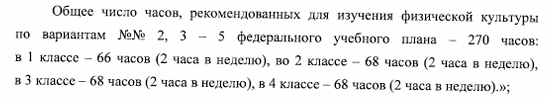 Общее число часов, рекомендованных для изучения физической культуры
по вариантам №№ 2, 3 – 5 федерального учебного плана – 270 часов:
в 1 классе – 66 часов (2 часа в неделю), во 2 классе – 68 часов (2 часа в неделю),
в 3 классе – 68 часов (2 часа в неделю), в 4 классе – 68 часов (2 часа в неделю).»;